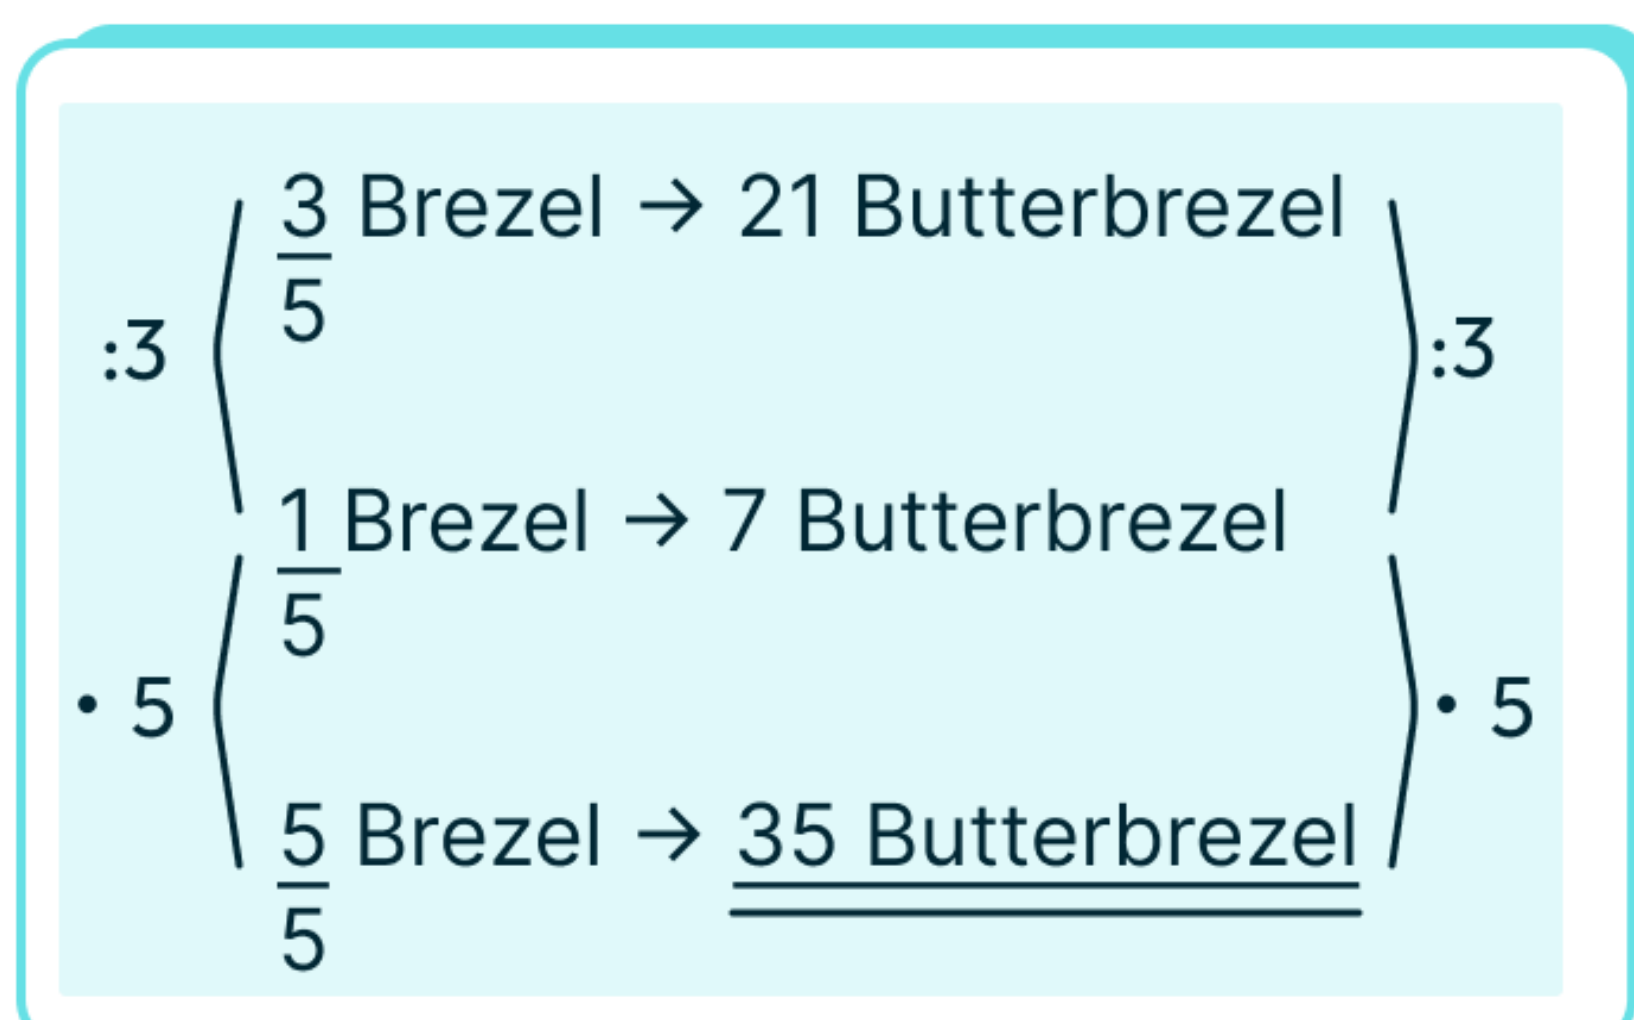 3 Brezel → 21 Butterbrezel
5
:3 :3
1 Brezel → 7 Butterbrezel
5
• 5 • 5
5 Brezel → 35 Butterbrezel
5